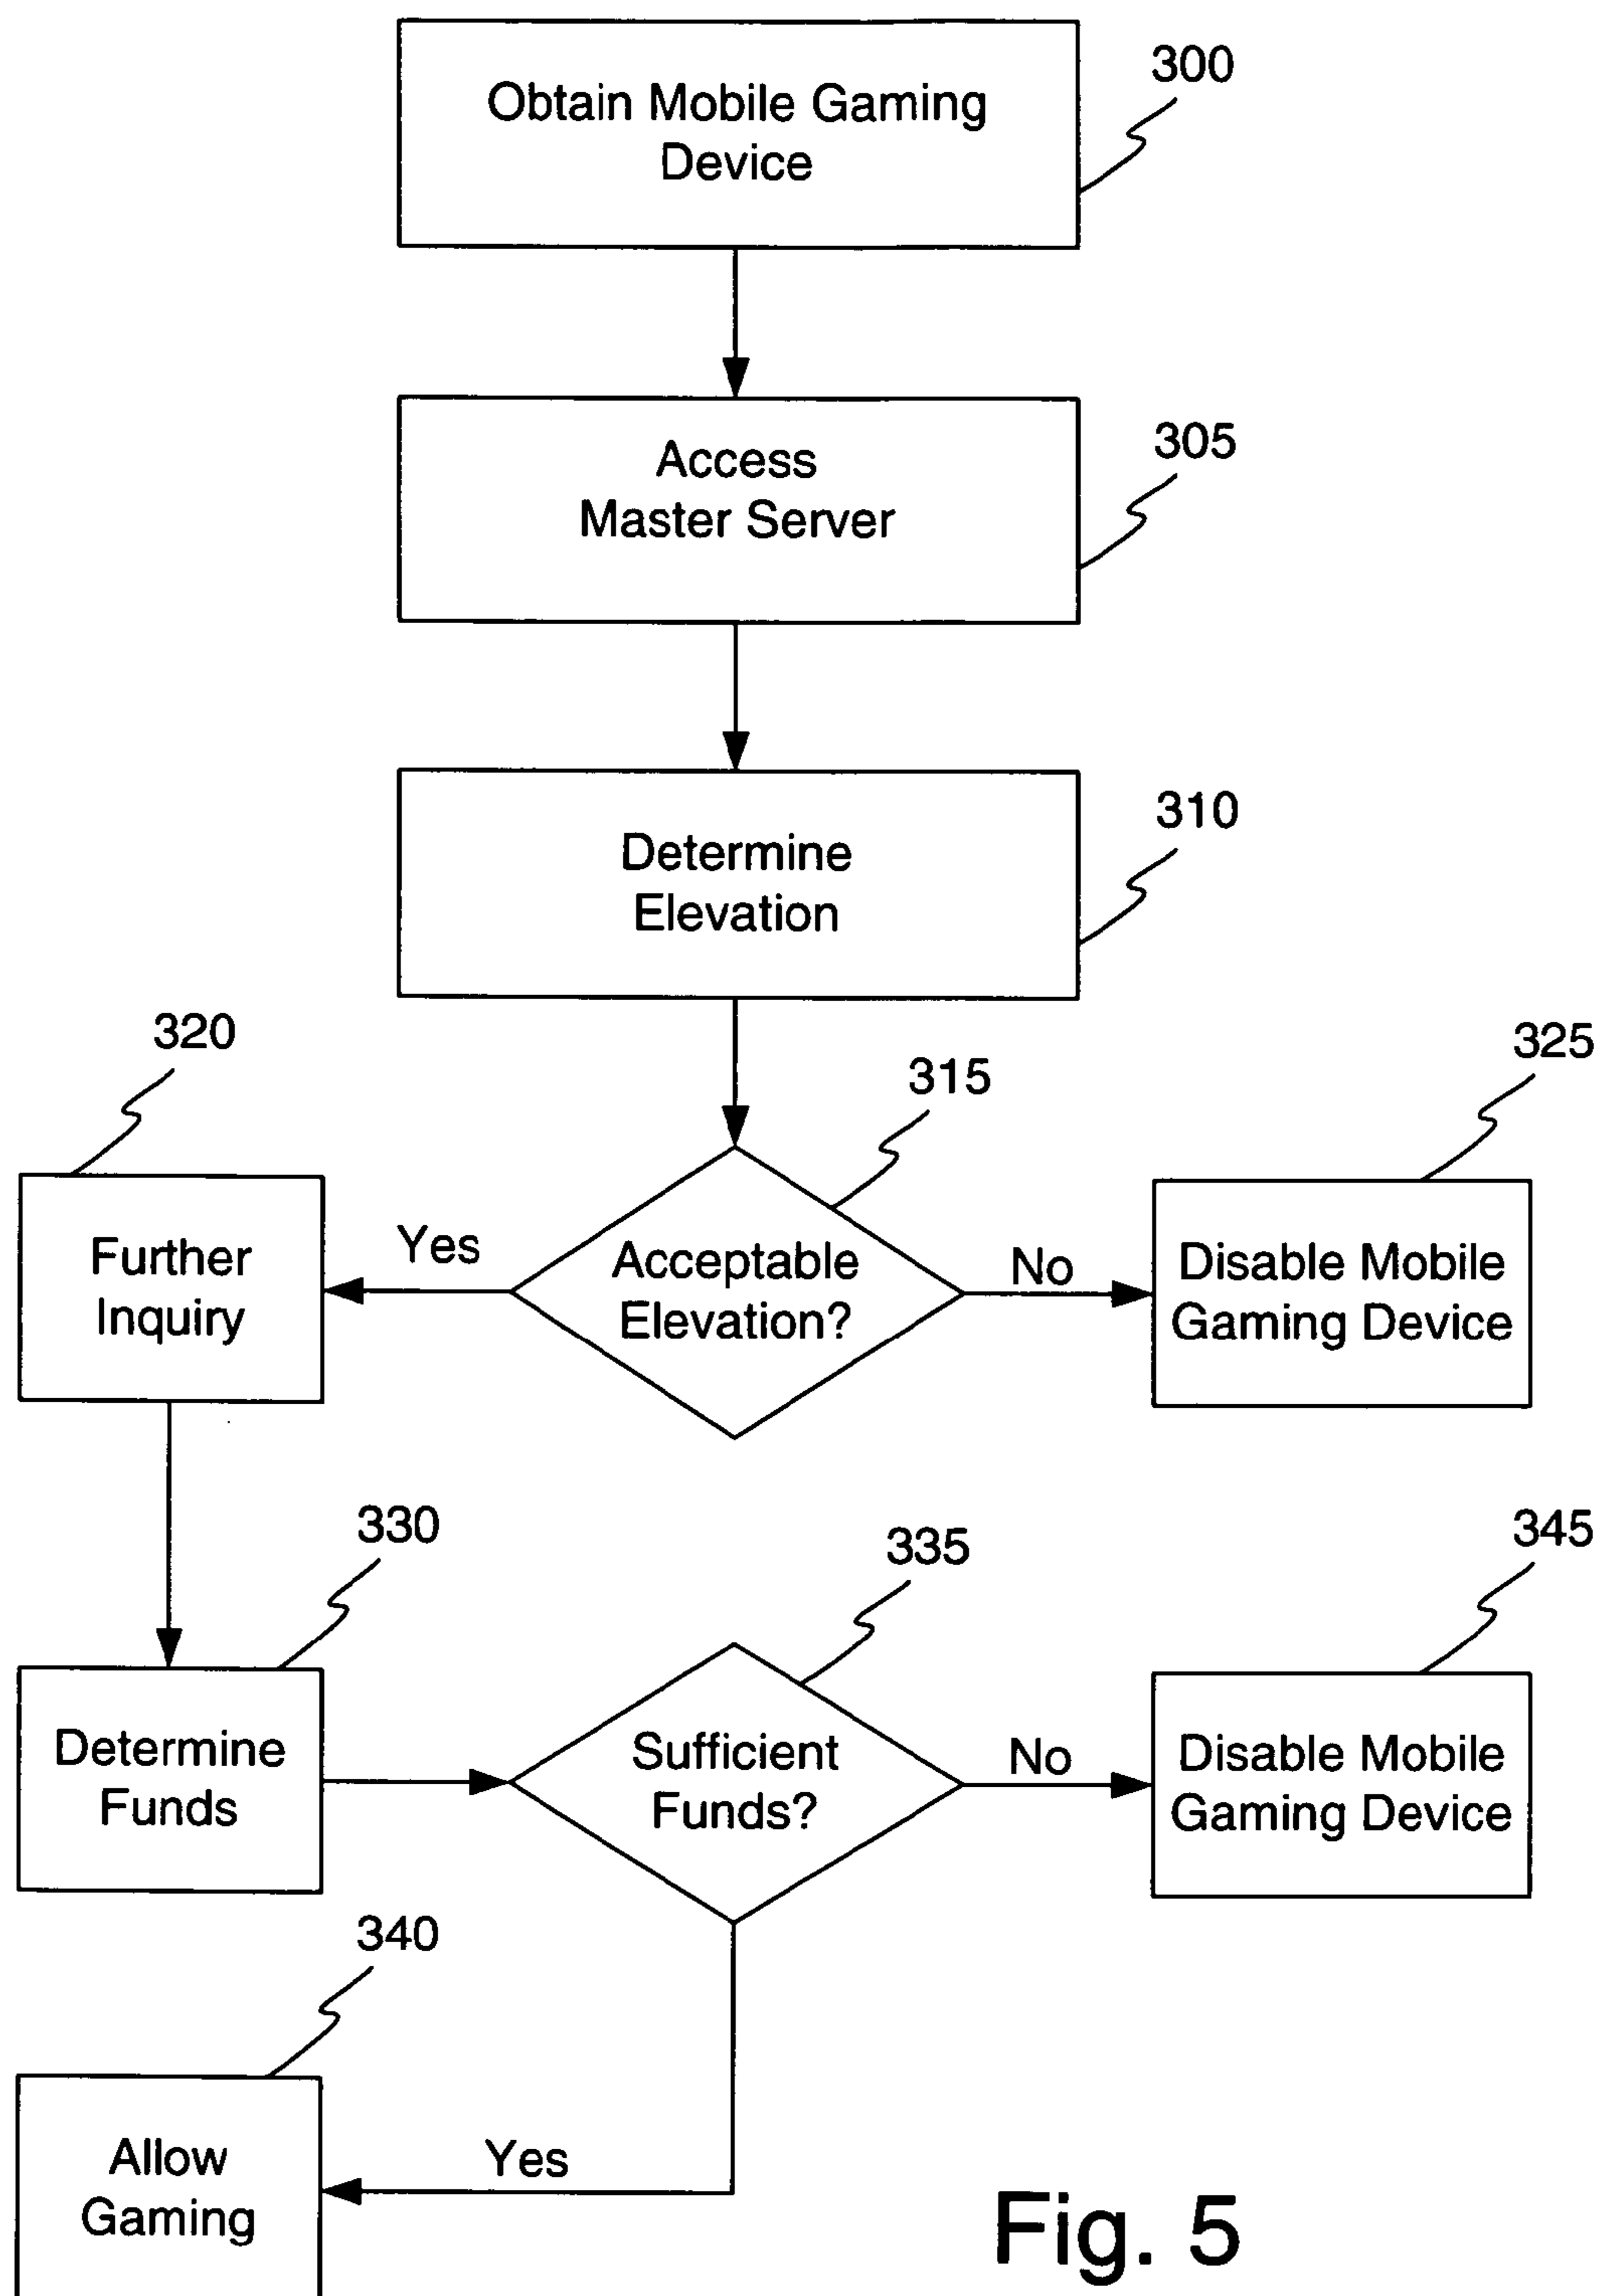 300
Obtain Mobile Gaming
Device
305
Access
Master Server
310
Determine
Elevation
320
315
325
Further
Inquiry
Yes
Acceptable
Elevation?
No
Disable Mobile
Gaming Device
330
335
345
Determine
Funds
Sufficient
Funds?
No
Disable Mobile
Gaming Device
340
Allow
Gaming
Yes
Fig. 5